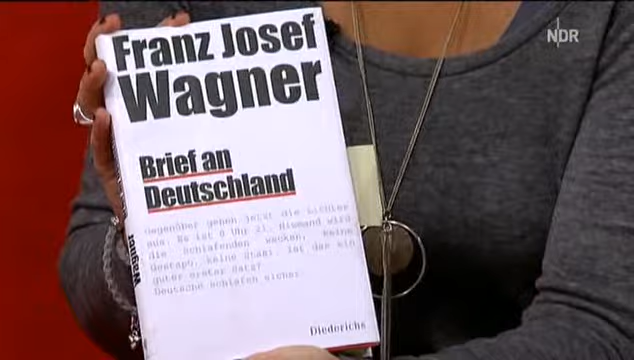 Franz Josef
Wagner
Brief an
Deutschland
Gegenüber gehen jetzt die Lichter
aus. Es ist 0 Uhr 21. Niemand wird
die Schlafenden wecken, keine
Gestapo, keine Stasi. Ist das ein
guter erster Satz?
Deutsche schlafen sicher
Diederichs
Wagner
NDR